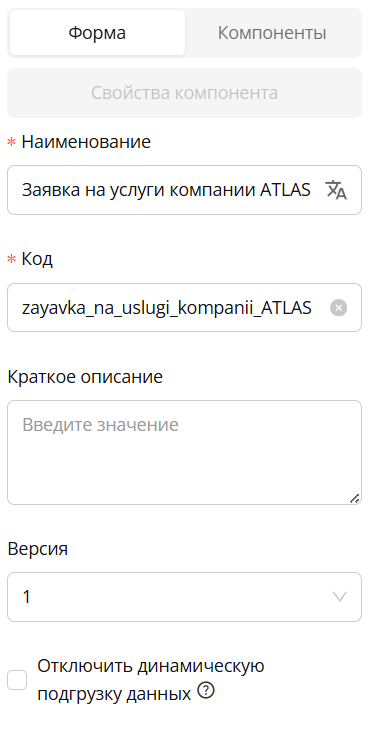 Форма
Компоненты
Свойства компонента
* Наименование
Заявка на услуги компании ATLAS
* Код
zayavka_na_uslugi_kompanii_ATLAS
Краткое описание
Введите значение
Версия
1
Отключить динамическую
подгрузку данных ?